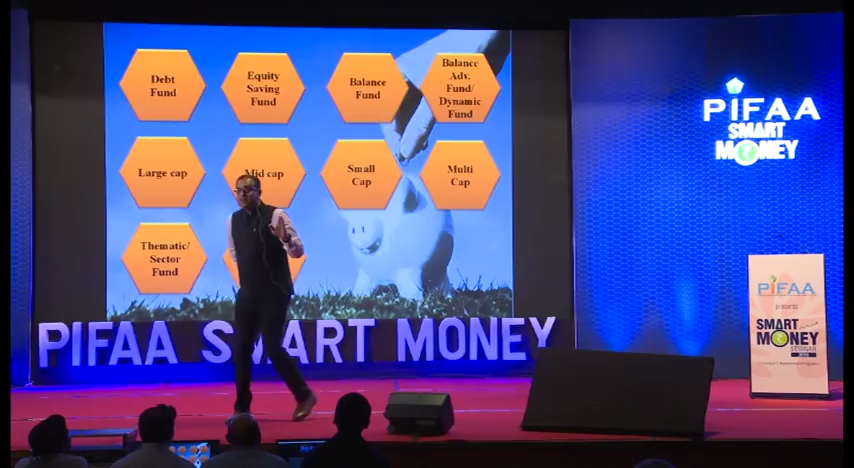 Debt
Fund
Equity
Saving
Fund
Balance
Fund
Balance
Adv.
Fund/
Dynamic
Fund
Large cap
Mid cap
Small
Cap
Multi
Cap
Thematic/
Sector
Fund
PIFAA SMART MONEY
PIFAA
SMART
MONEY
PIFAA
SMART
MONEY
SEMINAR